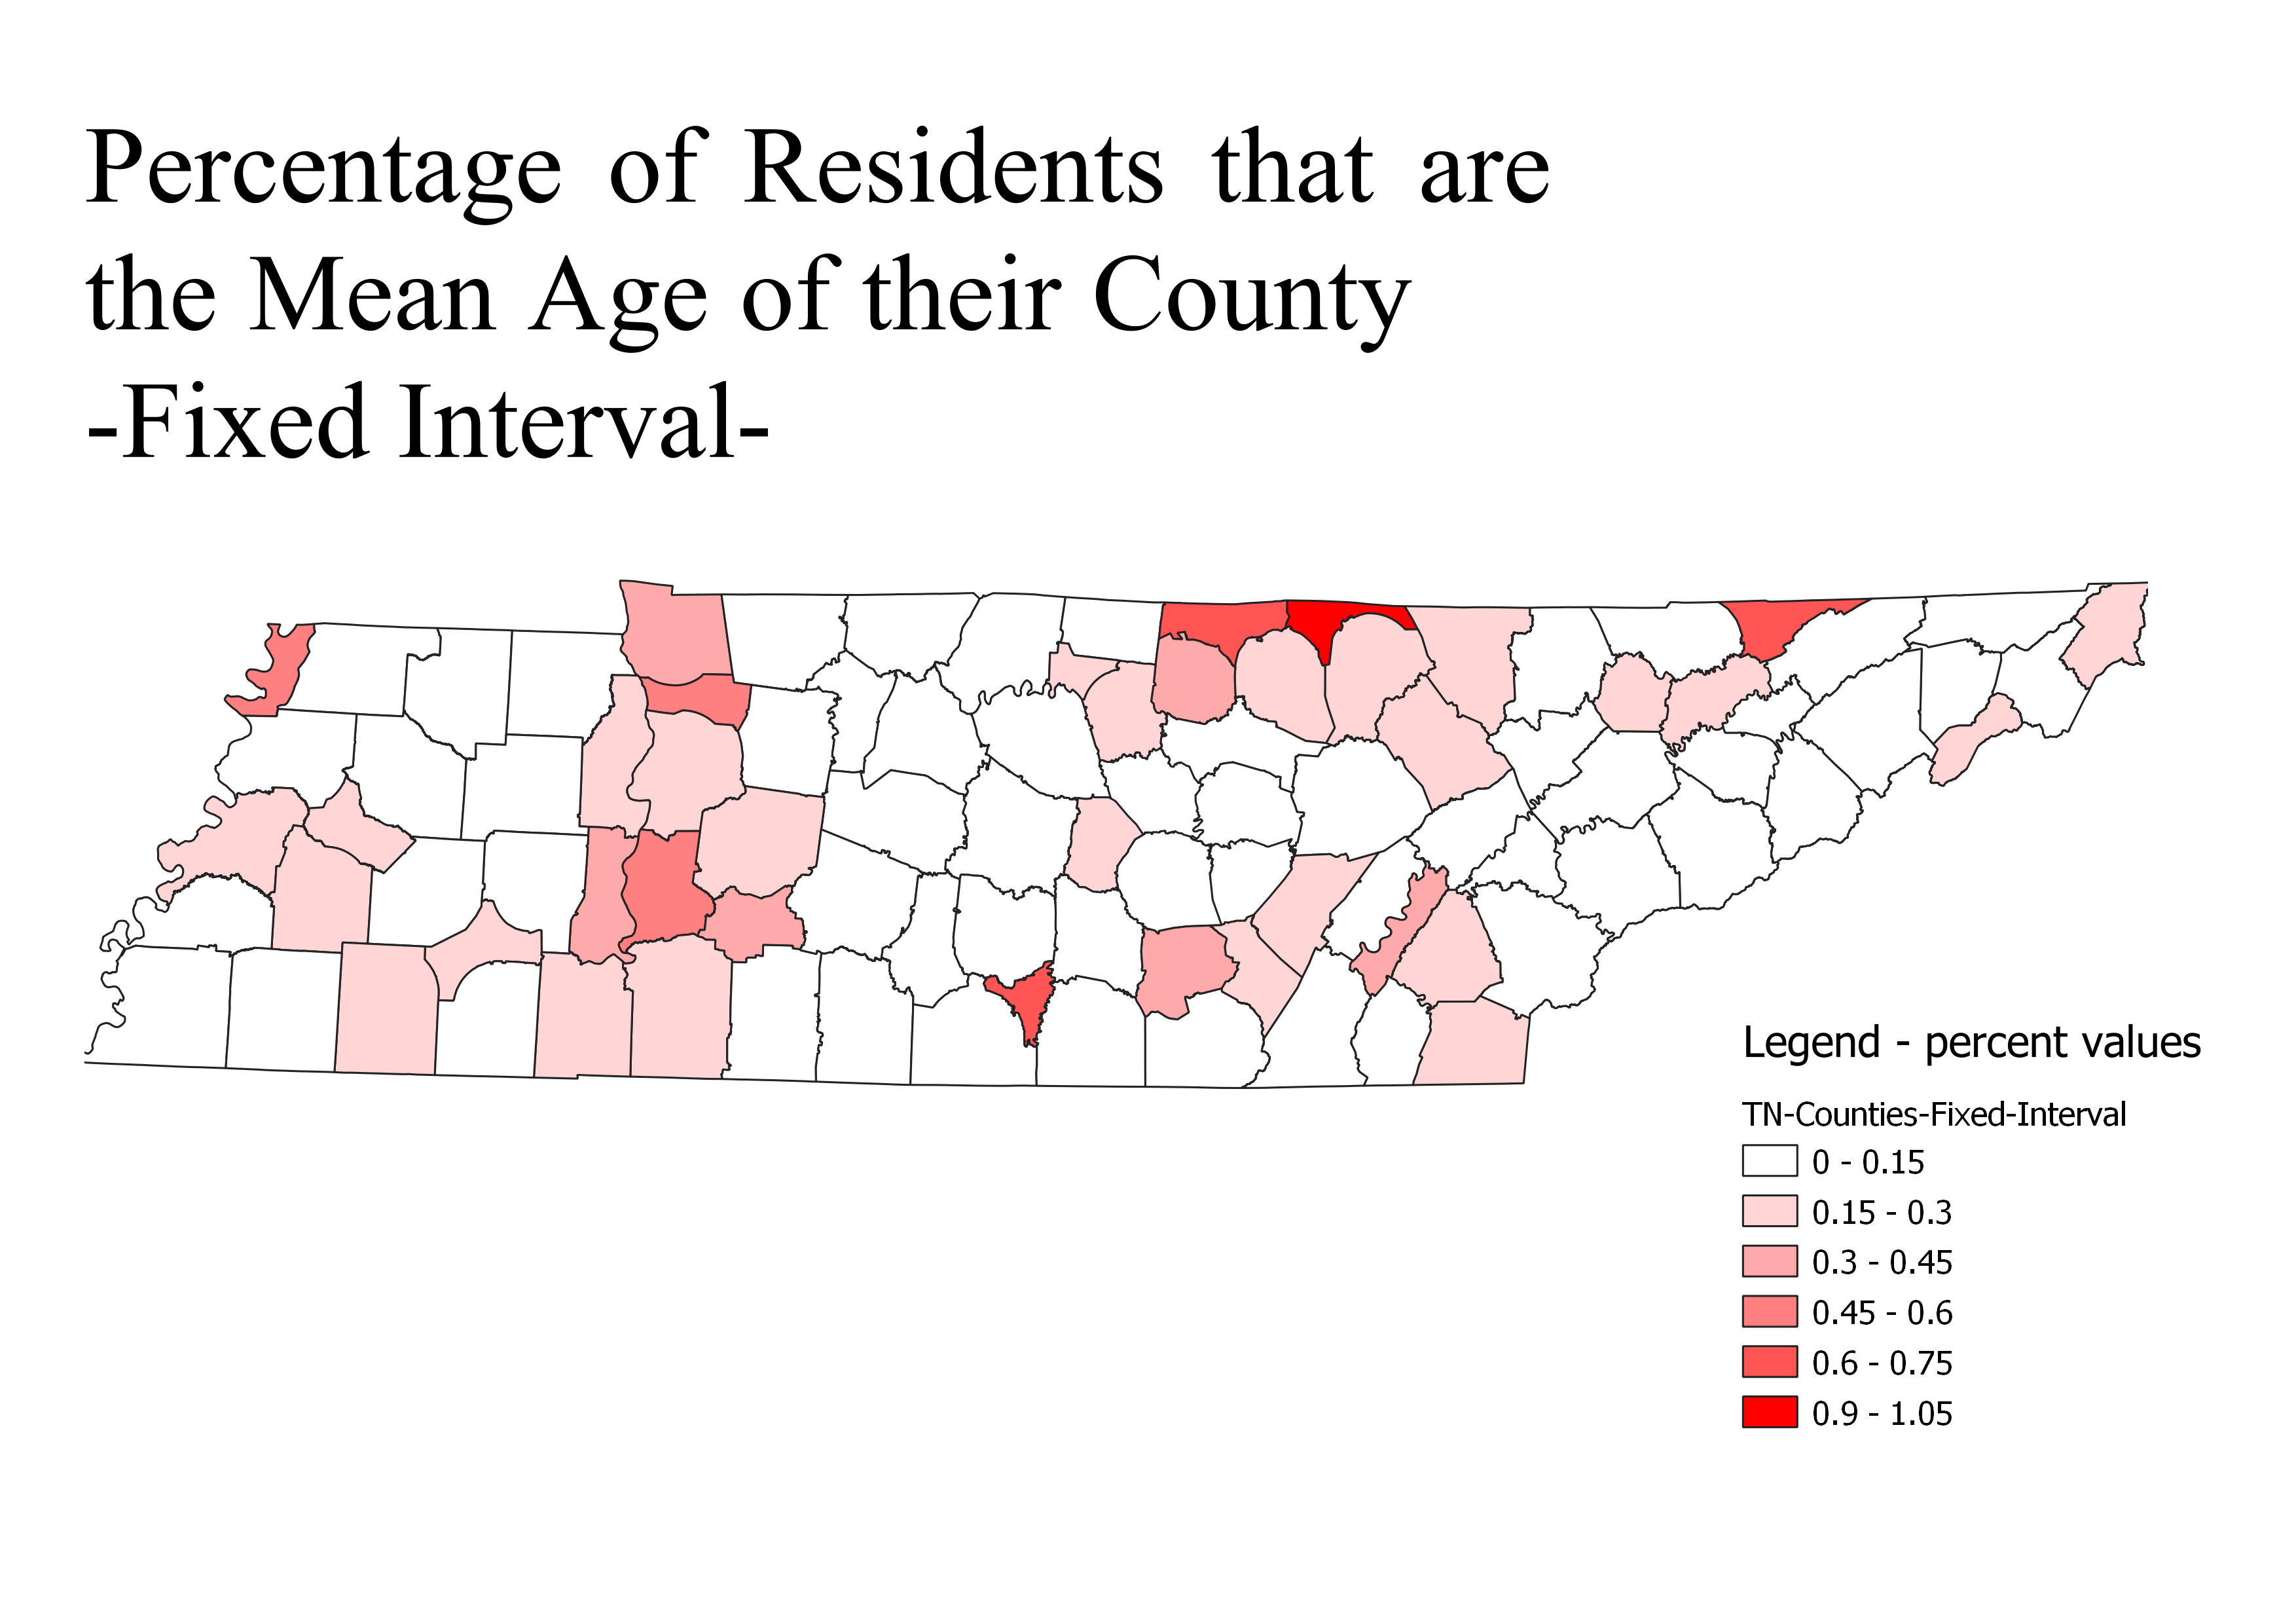 Percentage of Residents that are
the Mean Age of their County
-Fixed Interval-
Legend - percent values
TN-Counties-Fixed-Interval
0 - 0.15
0.15 - 0.3
0.3 - 0.45
0.45 - 0.6
0.6 - 0.75
0.9 - 1.05